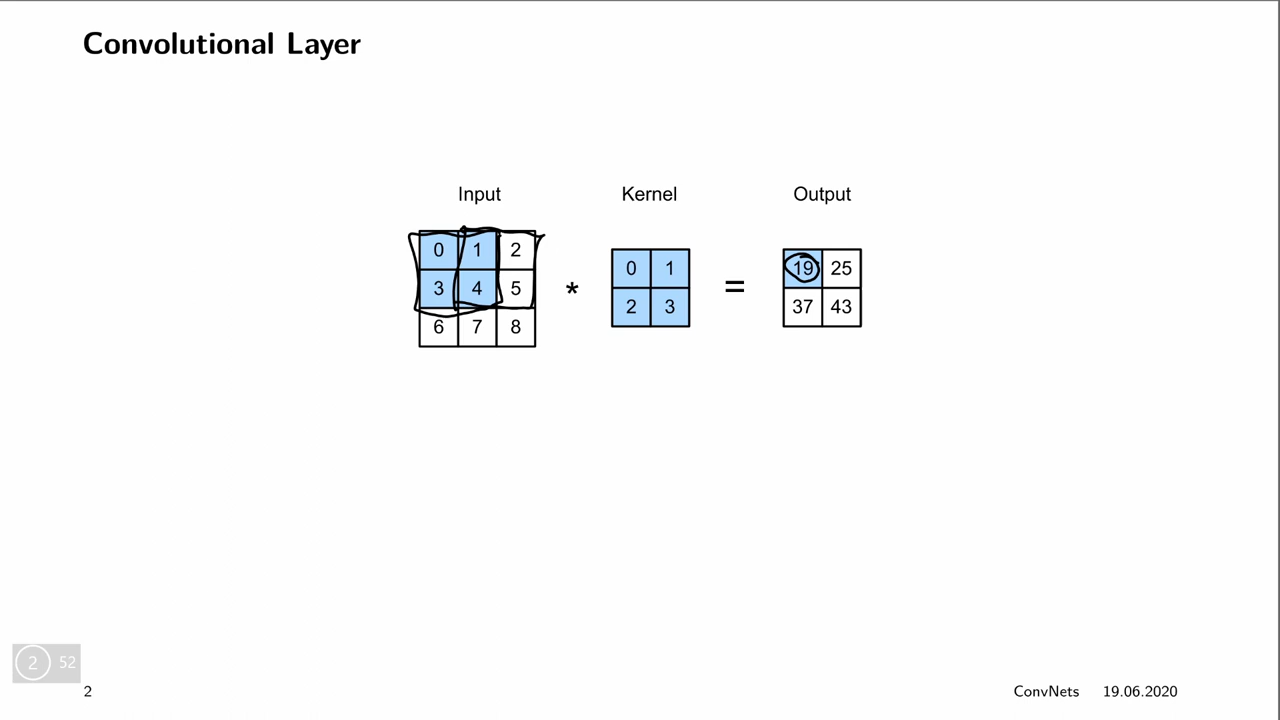 Convolutional Layer
Input Kernel Output
0 1 2
3 4 5
6 7 8
*
0 1
2 3
=
19 25
37 43
2 52
2
ConvNets 19.06.2020